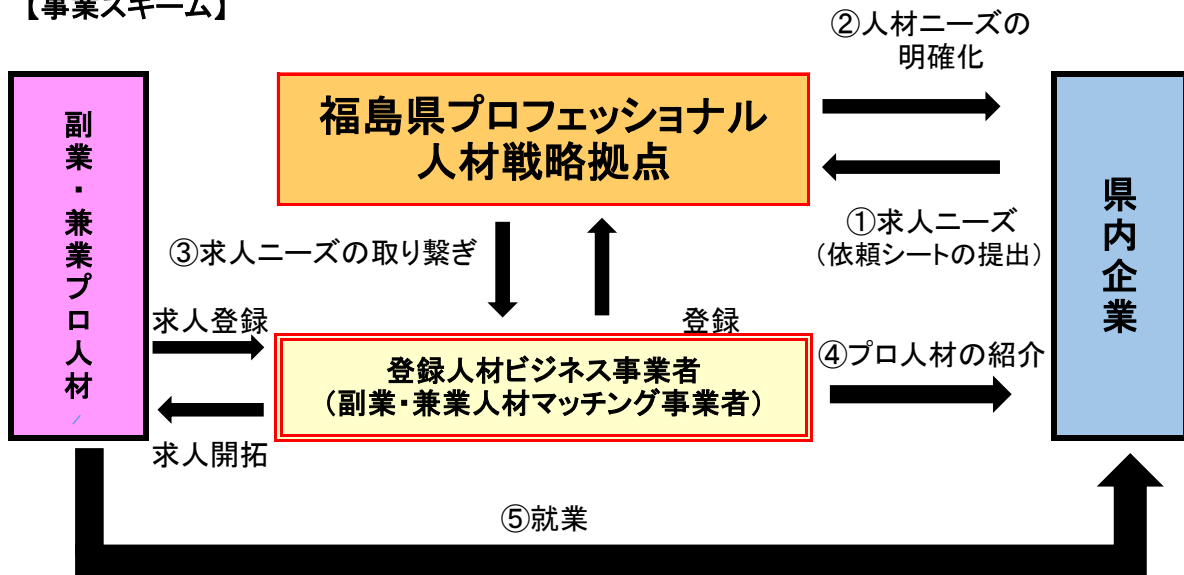 【事業スキーム】
②人材ニーズの
明確化
副業・兼業プロ人材
福島県プロフェッショナル
人材戦略拠点
県内企業
①求人ニーズ
(依頼シートの提出)
③求人ニーズの取り繋ぎ
求人登録
登録
登録人材ビジネス事業者
(副業・兼業人材マッチング事業者)
④プロ人材の紹介
求人開拓
⑤就業